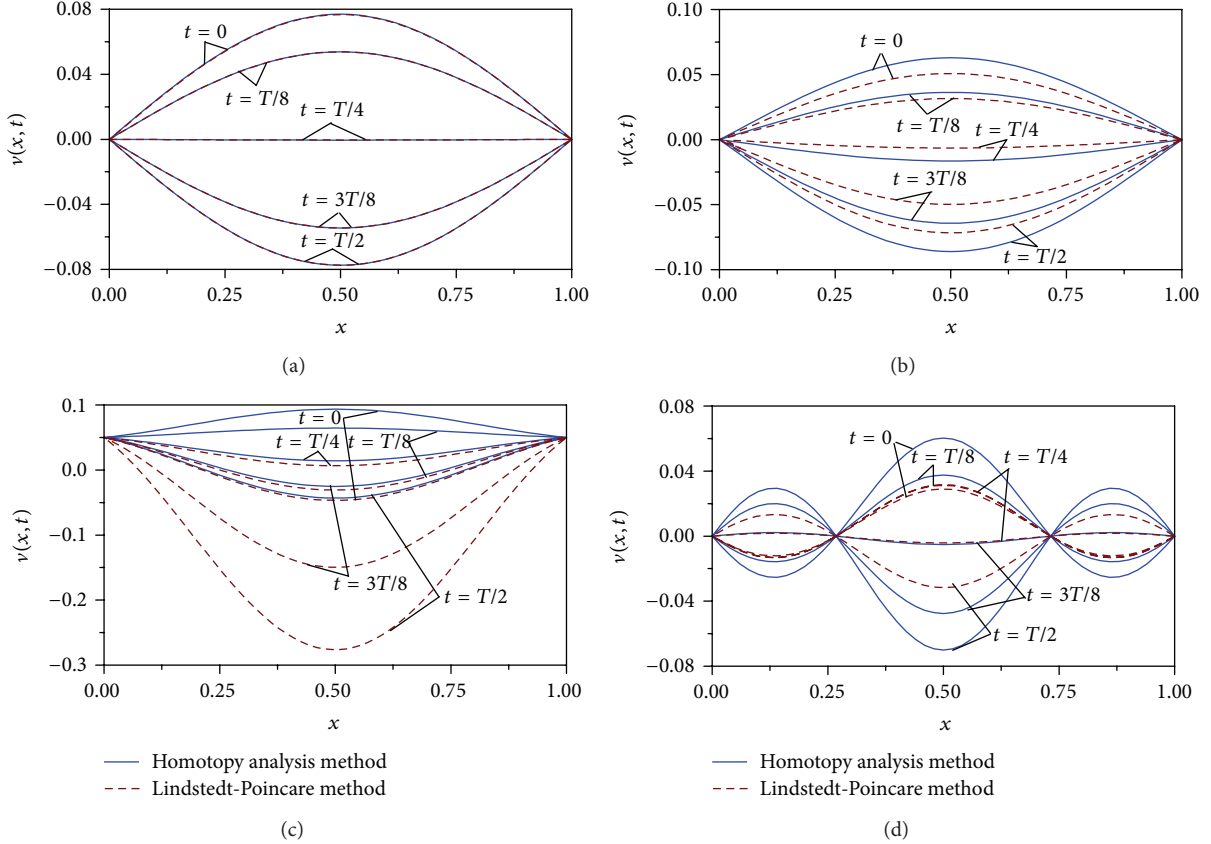 0.08
0.04
0.00
−0.04
−0.08
v(x, t)
t = 0
t = T/8
t = T/4
t = 3T/8
t = T/2
0.00 0.25 0.50 0.75 1.00
x
(a)
0.10
0.05
0.00
−0.05
−0.10
v(x, t)
t = 0
t = T/8
t = T/4
t = 3T/8
t = T/2
0.00 0.25 0.50 0.75 1.00
x
(b)
0.1
0.0
−0.1
−0.2
−0.3
v(x, t)
t = 0
t = T/4 t = T/8
t = 3T/8
t = T/2
0.00 0.25 0.50 0.75 1.00
x
Homotopy analysis method
Lindstedt-Poincare method
(c)
0.08
0.04
0.00
−0.04
−0.08
v(x, t)
t = 0
t = T/8
t = T/4
t = 3T/8
t = T/2
0.00 0.25 0.50 0.75 1.00
x
Homotopy analysis method
Lindstedt-Poincare method
(d)